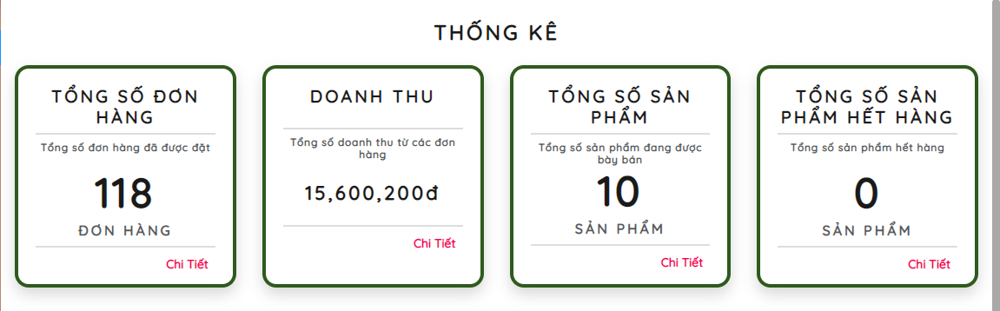 THỐNG KÊ
TỔNG SỐ ĐƠN
HÀNG
Tổng số đơn hàng đã được đặt
118
ĐƠN HÀNG
Chi Tiết
DOANH THU
Tổng số doanh thu từ các đơn
hàng
15,600,200đ
Chi Tiết
TỔNG SỐ SẢN
PHẨM
Tổng số sản phẩm đang được
bày bán
10
SẢN PHẨM
Chi Tiết
TỔNG SỐ SẢN
PHẨM HẾT HÀNG
Tổng số sản phẩm hết hàng
0
SẢN PHẨM
Chi Tiết